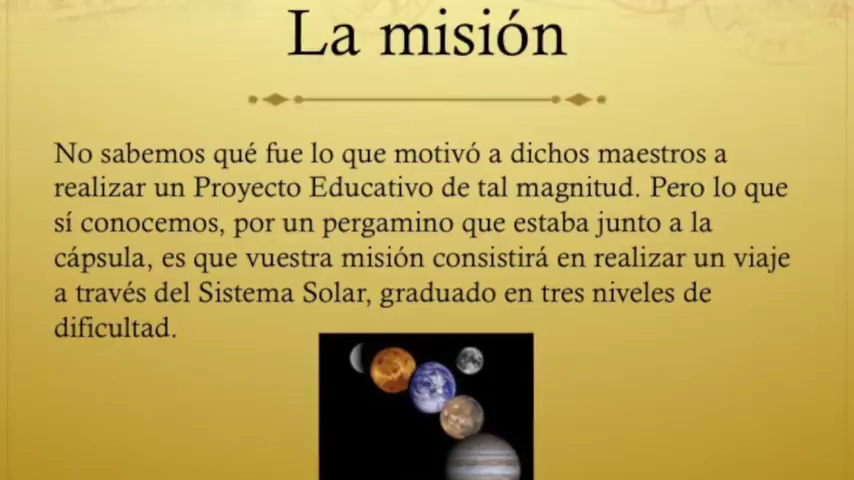 La misión
No sabemos qué fue lo que motivó a dichos maestros a
realizar un Proyecto Educativo de tal magnitud. Pero lo que
sí conocemos, por un pergamino que estaba junto a la
cápsula, es que vuestra misión consistirá en realizar un viaje
a través del Sistema Solar, graduado en tres niveles de
dificultad.